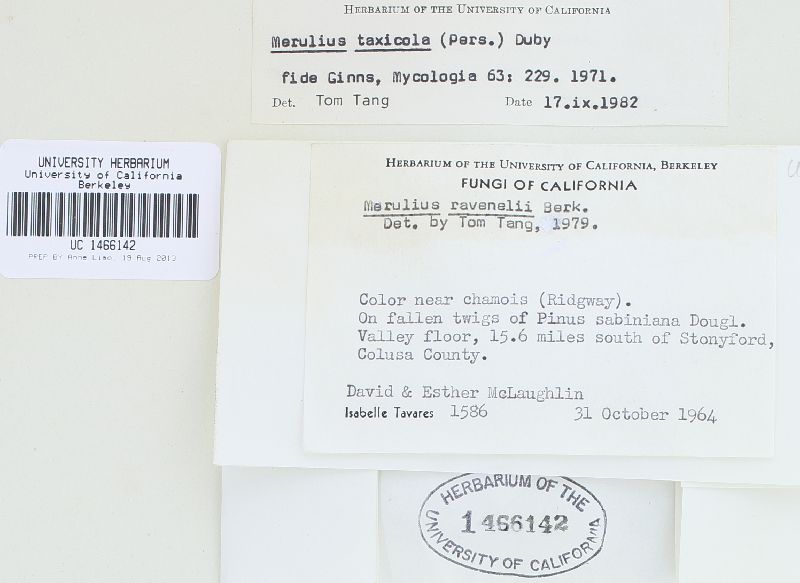 HERBARIUM OF THE UNIVERSITY OF CALIFORNIA
Merulius taxicola (Pers.) Duby
fide Ginns, Mycologia 63: 229. 1971.
Det. Tom Tang Date 17.ix.1982
UNIVERSITY HERBARIUM
University of California
Berkeley
UC 1466142
PREP BY Anne Liao, 19 Aug 2013
HERBARIUM OF THE UNIVERSITY OF CALIFORNIA, BERKELEY
FUNGI OF CALIFORNIA
Merulius ravenelii Berk.
Det. by Tom Tang, 1979.
Color near chamois (Ridgway).
On fallen twigs of Pinus sabiniana Dougl.
Valley floor, 15.6 miles south of Stonyford,
Colusa County.
David & Esther McLaughlin
Isabelle Tavares 1586 31 October 1964
HERBARIUM OF THE
1466142
UNIVERSITY OF CALIFORNIA